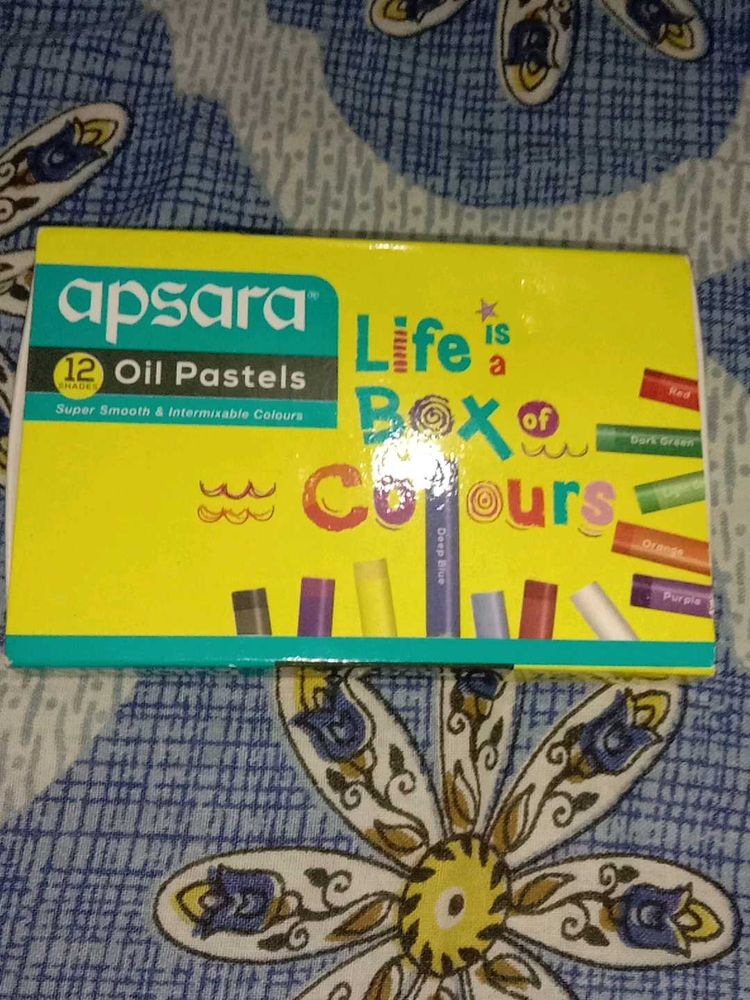 apsara®
12 SHADES Oil Pastels
Super Smooth & Intermixable Colours
Life is a
Box of
Colours
Red
Dark Green
Orange
Purple
Deep Blue